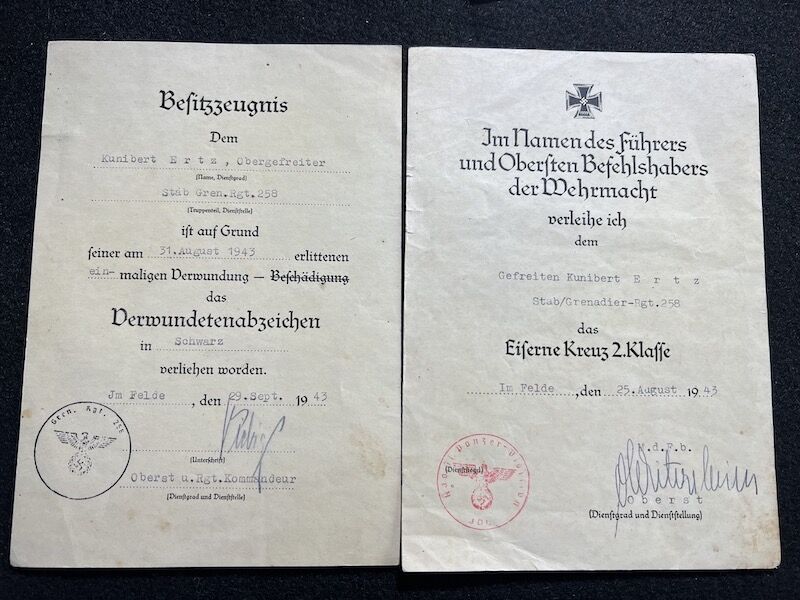 Besitzzeugnis
Dem
Kunibert E r t z , Obergefreiter
(Name, Dienstgrad)
Stab Gren.Rgt.258
(Truppenteil, Dienststelle)
ist auf Grund
seiner am 31.August 1943 erlittenen
ein- maligen Verwundung – Beschädigung
das
Verwundetenabzeichen
in Schwarz
verliehen worden.
Jm Felde , den 29.Sept. 1943
(Unterschrift)
Oberst u.Rgt.Kommandeur
(Dienstgrad und Dienststelle)
Gren. Rgt. 258
Im Namen des Führers
und Obersten Befehlshabers
der Wehrmacht
verleihe ich
dem
Gefreiten Kunibert E r t z
Stab/Grenadier-Rgt.258
das
Eiserne Kreuz 2.Klasse
Im Felde ,den 25.August 1943
M.d.F.b.
(Dienstsiegel)
O b e r s t
(Dienstgrad und Dienststellung)